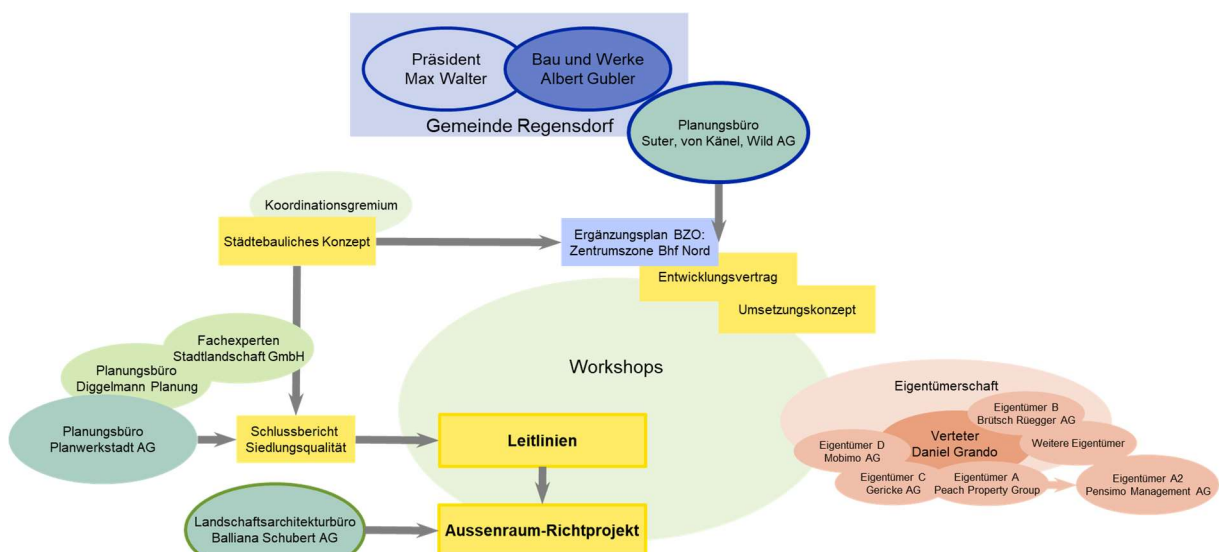 Präsident
Max Walter
Bau und Werke
Albert Gubler
Gemeinde Regensdorf
Planungsbüro
Suter, von Känel, Wild AG
Koordinationsgremium
Städtebauliches Konzept
Ergänzungsplan BZO:
Zentrumszone Bhf Nord
Entwicklungsvertrag
Umsetzungskonzept
Fachexperten
Stadtlandschaft GmbH
Planungsbüro
Diggelmann Planung
Planungsbüro
Planwerkstadt AG
Schlussbericht
Siedlungsqualität
Workshops
Leitlinien
Landschaftsarchitekturbüro
Balliana Schubert AG
Aussenraum-Richtprojekt
Eigentümerschaft
Eigentümer B
Brütsch Rüegger AG
Verteter
Daniel Grando
Weitere Eigentümer
Eigentümer D
Mobimo AG
Eigentümer C
Gericke AG
Eigentümer A
Peach Property Group
Eigentümer A2
Pensimo Management AG